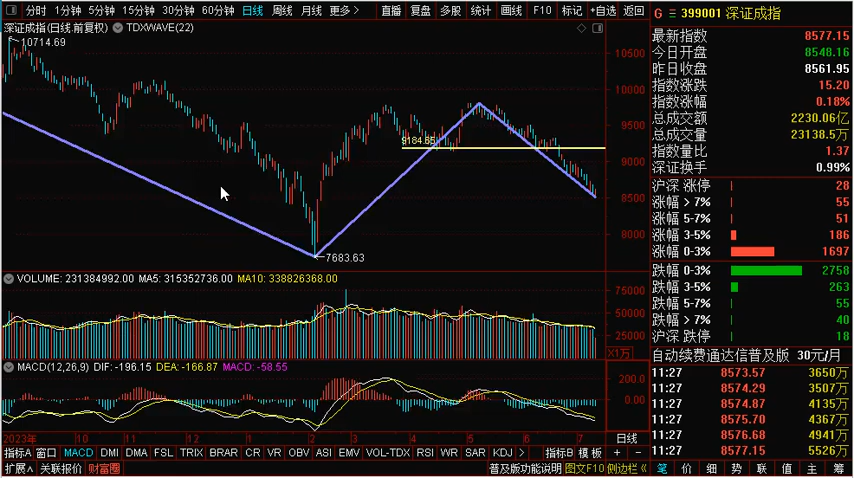 分时 1分钟 5分钟 15分钟 30分钟 60分钟 日线 周线 月线 更多> 直播 复盘 多股 统计 画线 F10 标记 +自选 返回
G 399001 深证成指
深证成指(日线.前复权) TDXWAVE(22)
10714.69
10500
10000
9500
9184.85
9000
8500
8000
7683.63
最新指数 8577.15
今日开盘 8548.16
昨日收盘 8561.95
指数涨跌 15.20
指数涨幅 0.18%
总成交额 2230.06亿
总成交量 23138.5万
指数量比 1.37
深证换手 0.99%
沪深 涨停 28
涨幅 > 7% 55
涨幅 5-7% 51
涨幅 3-5% 186
涨幅 0-3% 1697
跌幅 0-3% 2758
跌幅 3-5% 263
跌幅 5-7% 55
跌幅 > 7% 40
沪深 跌停 18
自动续费通达信普及版 30元/月
11:27 8573.57 3650万
11:27 8574.29 3507万
11:27 8574.87 4135万
11:27 8575.70 4367万
11:27 8576.68 4941万
11:27 8577.15 5526万
笔 价 细 势 联 值 主 筹
VOLUME: 231384992.00 MA5: 315352736.00 MA10: 338826368.00
75000
50000
25000
X1万
MACD(12,26,9) DIF: -196.15 DEA: -166.87 MACD: -58.55
200.0
0.00
2023年 10 11 12 1 2 3 4 5 6 7 日线
指标A 窗口 MACD DMI DMA FSL TRIX BRAR CR VR OBV ASI EMV VOL-TDX RSI WR SAR KDJ > 指标B 模板 + -
扩展∧ 关联报价 财富圈 普及版功能说明 图文F10 侧边栏《